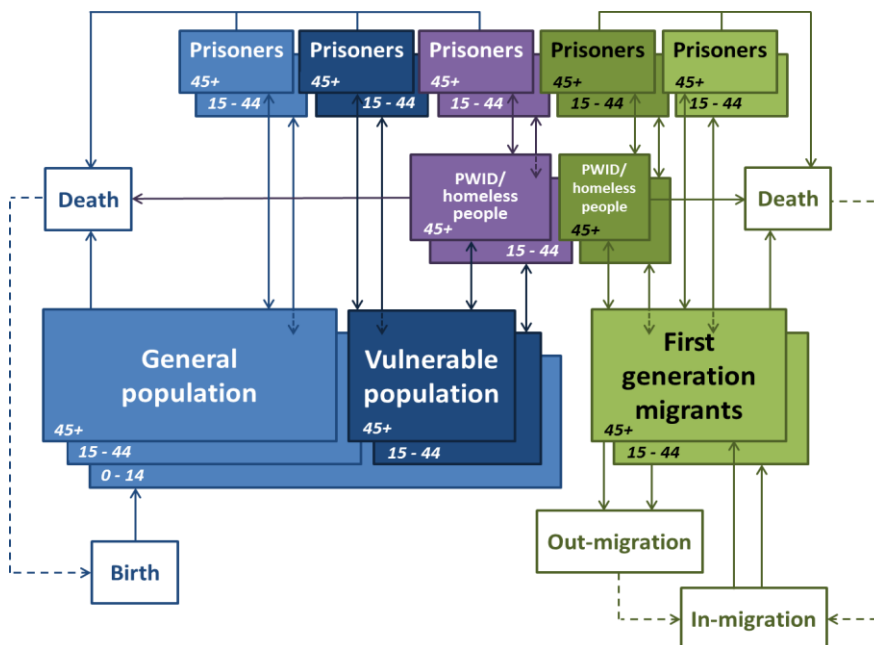 Prisoners
45+
15 - 44
Prisoners
45+
15 - 44
Prisoners
45+
15 - 44
Prisoners
45+
15 - 44
Prisoners
45+
15 - 44
Death
PWID/
homeless
people
45+
15 - 44
PWID/
homeless
people
45+
Death
General
population
45+
15 - 44
0 - 14
Vulnerable
population
45+
15 - 44
First
generation
migrants
45+
15 - 44
Birth
Out-migration
In-migration